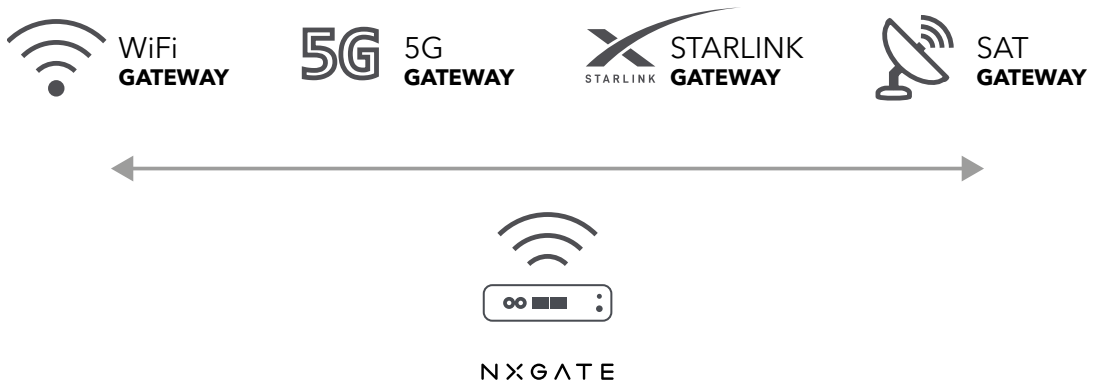 WiFi
GATEWAY
5G
5G
GATEWAY
STARLINK
STARLINK
GATEWAY
SAT
GATEWAY
NXGATE